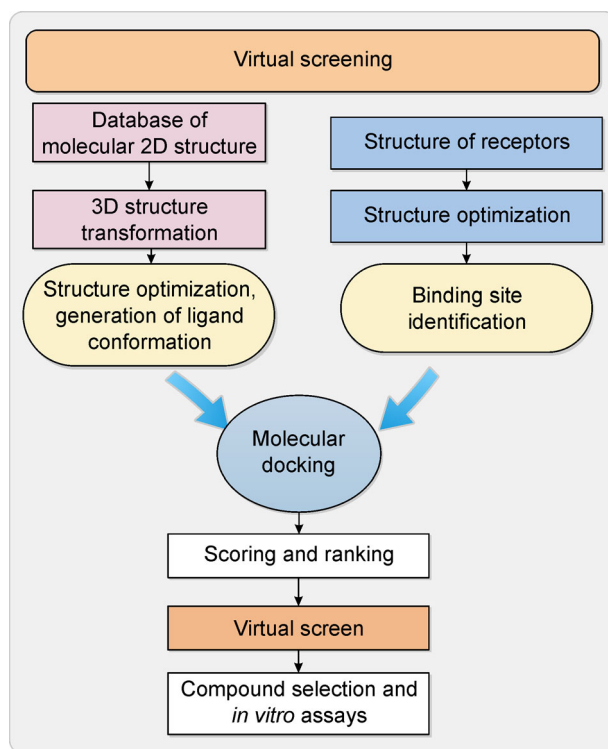 Virtual screening
Database of
molecular 2D structure
3D structure
transformation
Structure optimization,
generation of ligand
conformation
Structure of receptors
Structure optimization
Binding site
identification
Molecular
docking
Scoring and ranking
Virtual screen
Compound selection and
in vitro assays